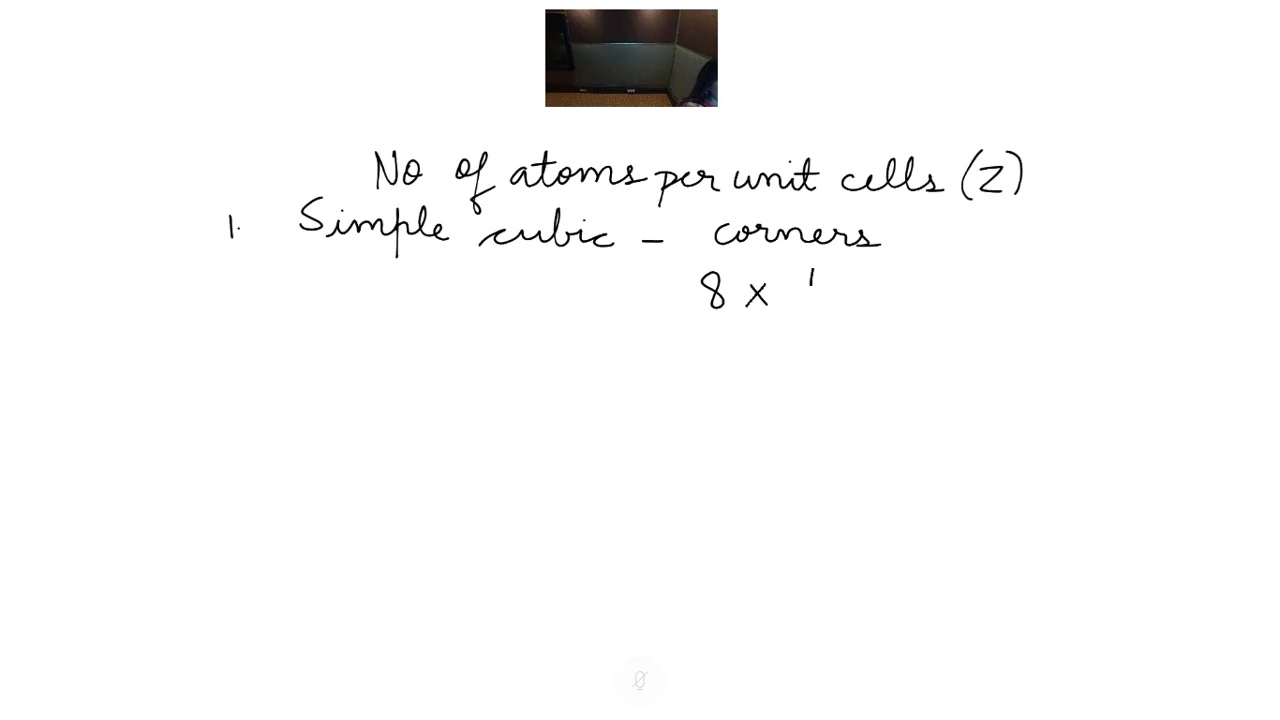 No of atoms per unit cells (Z)
1. Simple cubic - corners
8 x 1